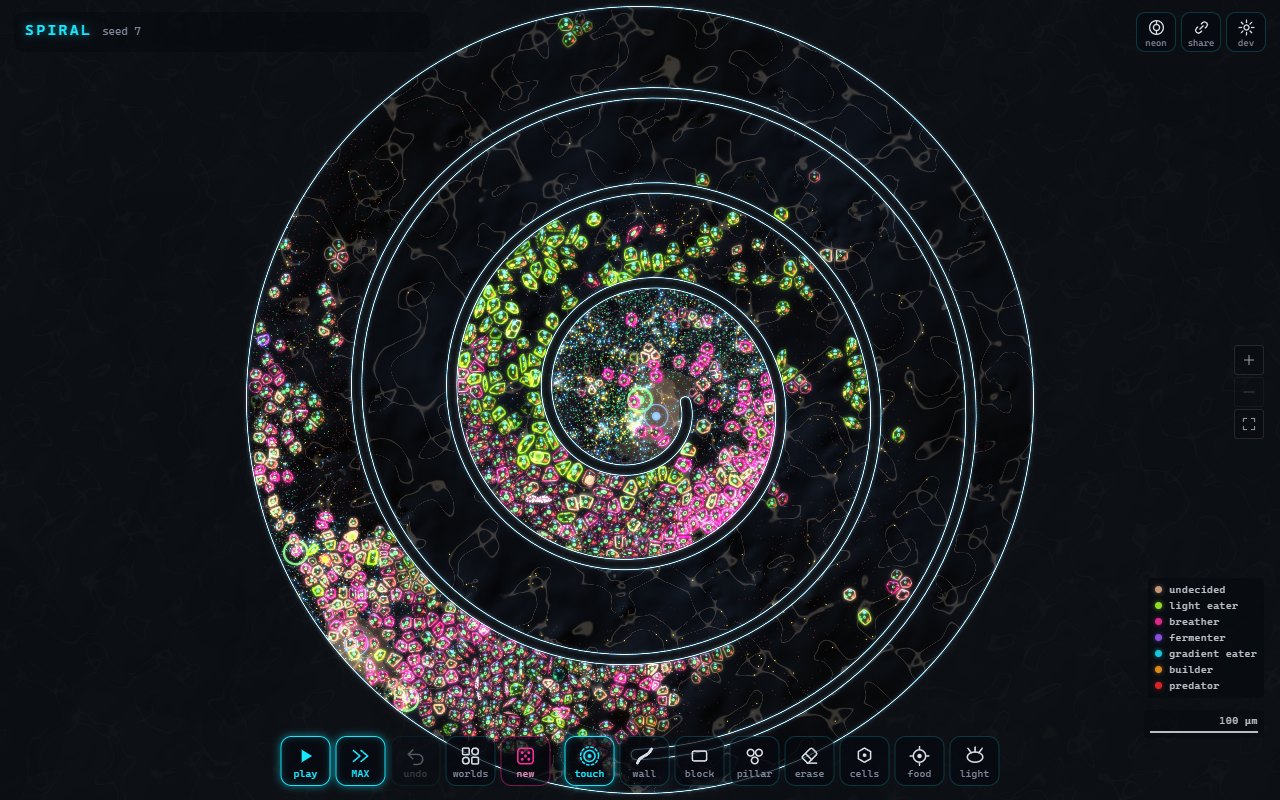 SPIRAL seed 7
neon share dev
undecided
light eater
breather
fermenter
gradient eater
builder
predator
100 µm
play MAX undo worlds new touch wall block pillar erase cells food light